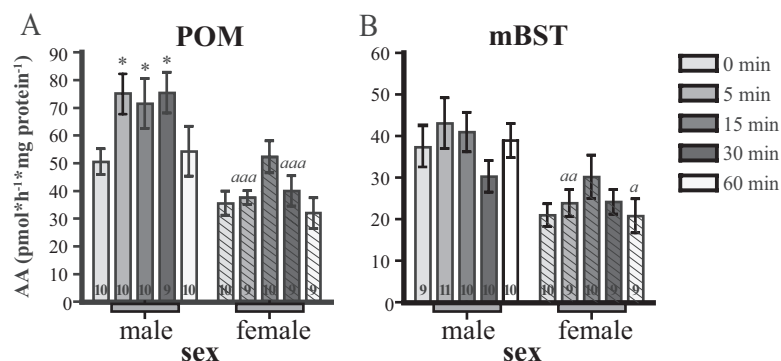 A POM
B mBST
AA (pmol*h-1*mg protein-1)
90
80
70
60
50
40
30
20
10
0
* * *
aaa aaa
10 10 10 9 10 10 9 10 9 9
male female
sex
60
50
40
30
20
10
0
aa a
9 11 10 10 10 10 9 10 9 9
male female
sex
0 min
5 min
15 min
30 min
60 min